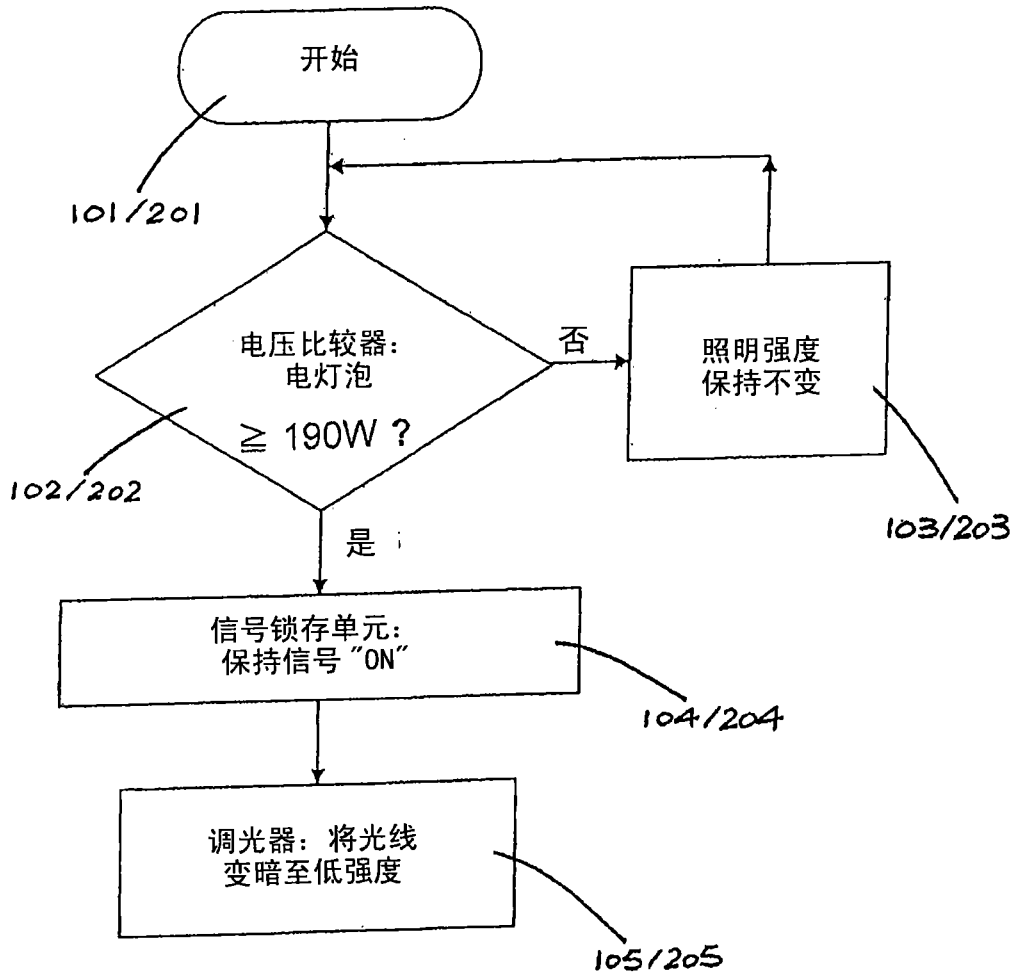 开始
101/201
电压比较器：
电灯泡
≧ 190W ?
102/202
否
照明强度
保持不变
103/203
是
信号锁存单元：
保持信号"ON"
104/204
调光器：将光线
变暗至低强度
105/205